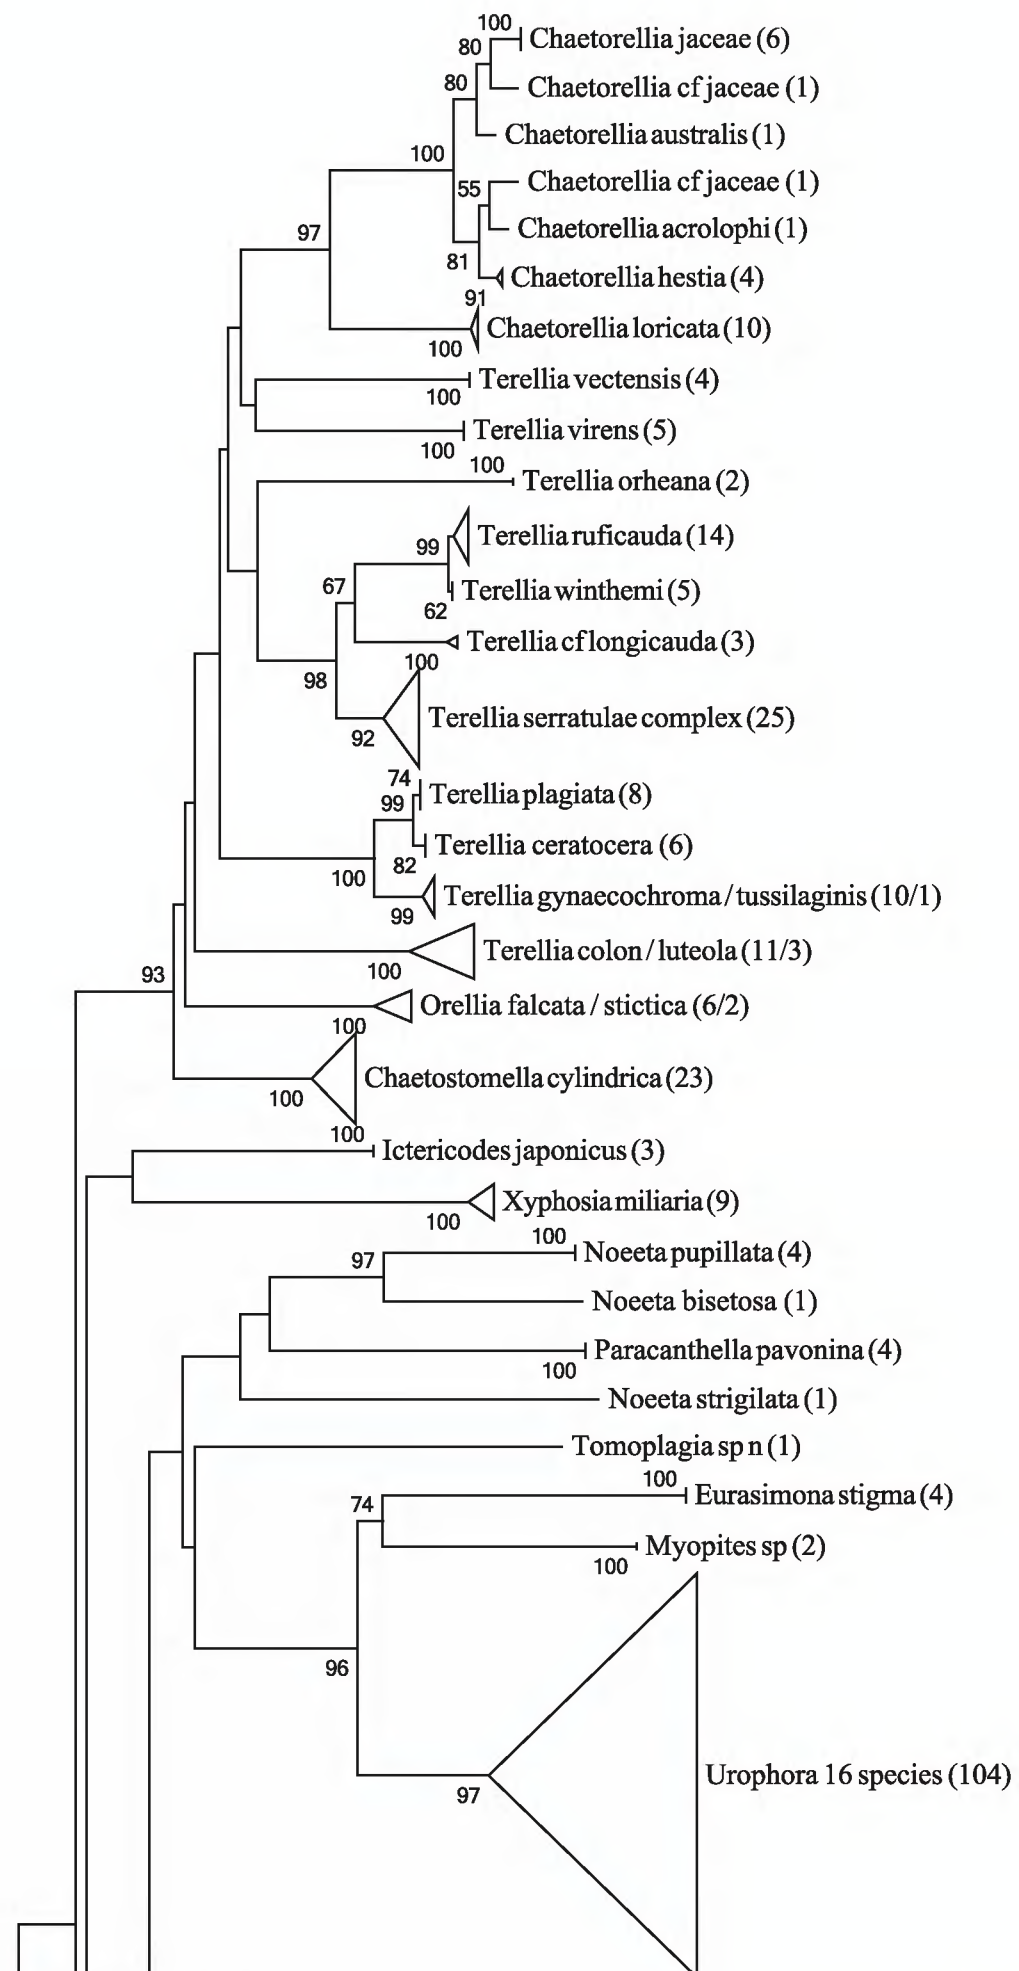 100
Chaetorellia jaceae (6)
80
80
Chaetorellia cf jaceae (1)
Chaetorellia australis (1)
100
55
Chaetorellia cf jaceae (1)
97
Chaetorellia acrolophi (1)
81
Chaetorellia hestia (4)
91
Chaetorellia loricata (10)
100
Terellia vectensis (4)
100
Terellia virens (5)
100
100
Terellia orheana (2)
99
Terellia ruficauda (14)
67
Terellia winthemi (5)
62
Terellia cf longicauda (3)
100
98
Terellia serratulae complex (25)
92
74
Terellia plagiata (8)
99
Terellia ceratocera (6)
82
100
Terellia gynaecochroma / tussilaginis (10/1)
99
Terellia colon / luteola (11/3)
100
93
Orellia falcata / stictica (6/2)
100
Chaetostomella cylindrica (23)
100
100
Ictericodes japonicus (3)
Xyphosia miliaria (9)
100
100
97
Noeeta pupillata (4)
Noeeta bisetosa (1)
Paracanthella pavonina (4)
100
Noeeta strigilata (1)
Tomoplagia sp n (1)
100
Eurasimona stigma (4)
74
Myopites sp (2)
100
96
Urophora 16 species (104)
97